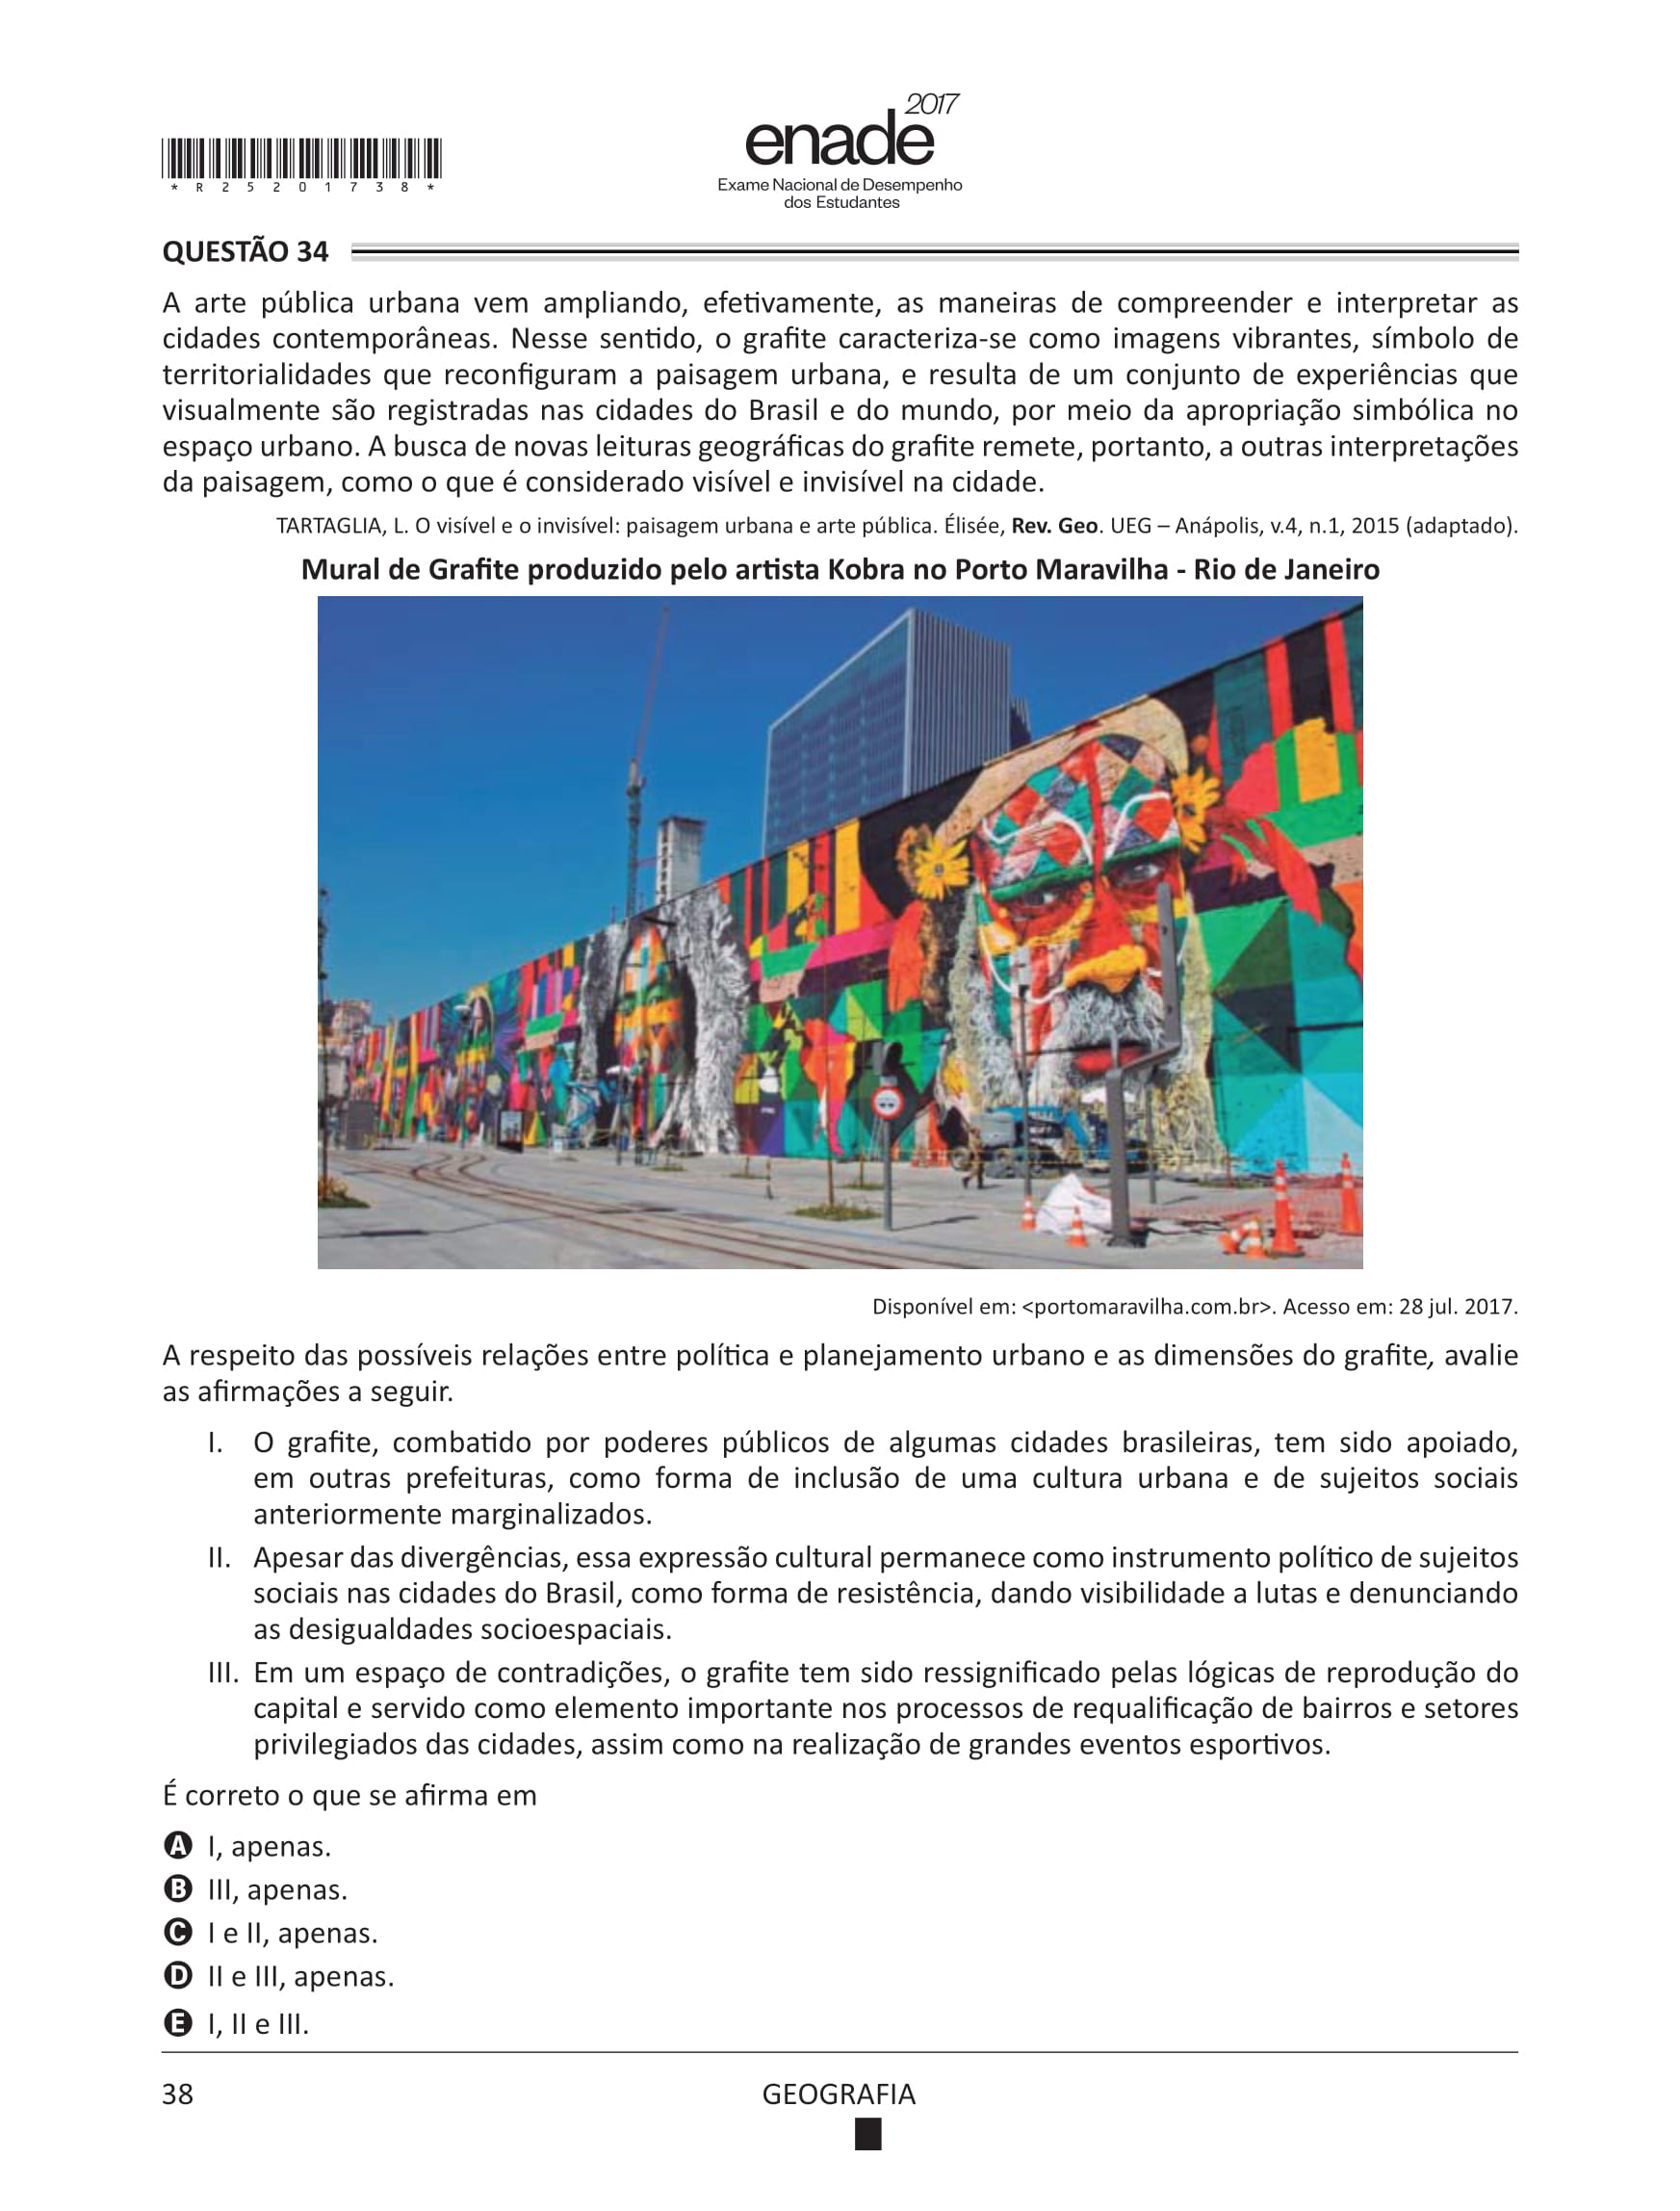 2017
enade
Exame Nacional de Desempenho
dos Estudantes
* R 2 5 2 0 1 7 3 8 *
QUESTÃO 34
A arte pública urbana vem ampliando, efetivamente, as maneiras de compreender e interpretar as
cidades contemporâneas. Nesse sentido, o grafite caracteriza-se como imagens vibrantes, símbolo de
territorialidades que reconfiguram a paisagem urbana, e resulta de um conjunto de experiências que
visualmente são registradas nas cidades do Brasil e do mundo, por meio da apropriação simbólica no
espaço urbano. A busca de novas leituras geográficas do grafite remete, portanto, a outras interpretações
da paisagem, como o que é considerado visível e invisível na cidade.
TARTAGLIA, L. O visível e o invisível: paisagem urbana e arte pública. Élisée, Rev. Geo. UEG – Anápolis, v.4, n.1, 2015 (adaptado).
Mural de Grafite produzido pelo artista Kobra no Porto Maravilha - Rio de Janeiro
Disponível em: <portomaravilha.com.br>. Acesso em: 28 jul. 2017.
A respeito das possíveis relações entre política e planejamento urbano e as dimensões do grafite, avalie
as afirmações a seguir.
I. O grafite, combatido por poderes públicos de algumas cidades brasileiras, tem sido apoiado,
em outras prefeituras, como forma de inclusão de uma cultura urbana e de sujeitos sociais
anteriormente marginalizados.
II. Apesar das divergências, essa expressão cultural permanece como instrumento político de sujeitos
sociais nas cidades do Brasil, como forma de resistência, dando visibilidade a lutas e denunciando
as desigualdades socioespaciais.
III. Em um espaço de contradições, o grafite tem sido ressignificado pelas lógicas de reprodução do
capital e servido como elemento importante nos processos de requalificação de bairros e setores
privilegiados das cidades, assim como na realização de grandes eventos esportivos.
É correto o que se afirma em
A I, apenas.
B III, apenas.
C I e II, apenas.
D II e III, apenas.
E I, II e III.
38
GEOGRAFIA